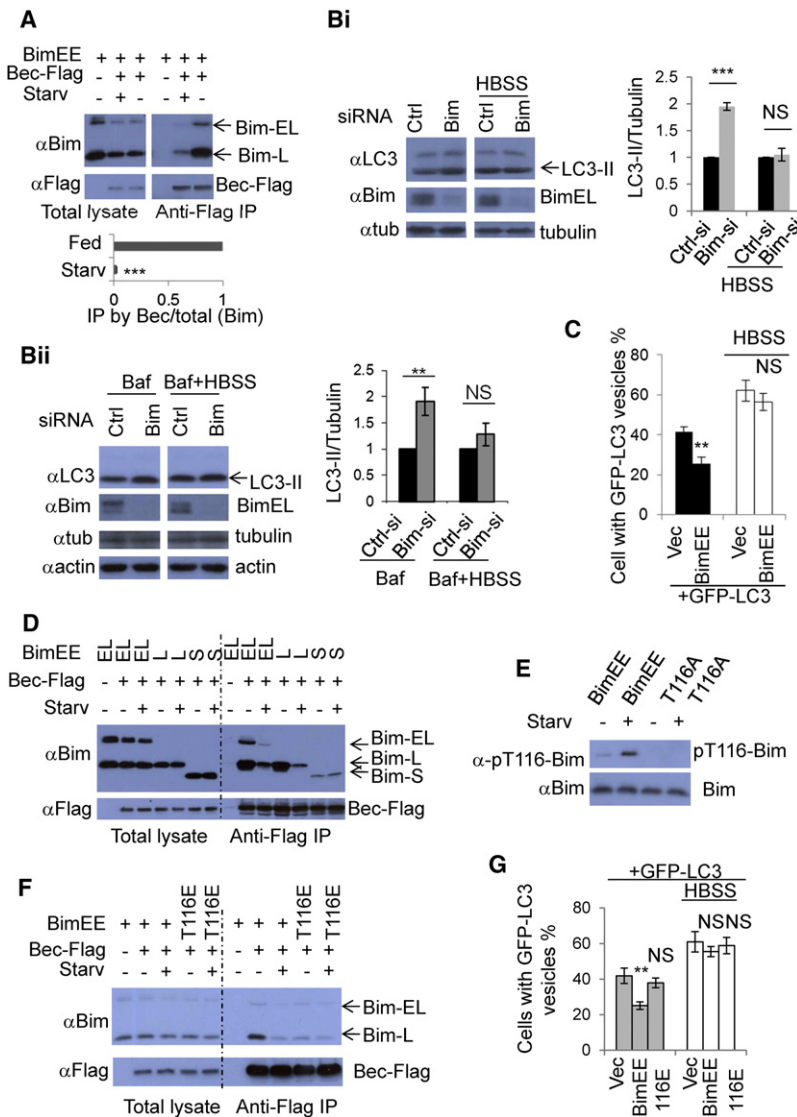 A
BimEE + + + + + +
Bec-Flag - + + - + +
Starv - + - - + -
αBim
Bim-EL
Bim-L
αFlag
Bec-Flag
Total lysate Anti-Flag IP
Fed
Starv
***
0 0.5 1
IP by Bec/total (Bim)
Bi
HBSS
siRNA Ctrl Bim Ctrl Bim
αLC3
LC3-II
αBim
BimEL
αtub
tubulin
LC3-II/Tubulin
2.5
2
1.5
1
0.5
0
***
NS
Ctrl-si Bim-si Ctrl-si Bim-si
HBSS
Bii
Baf Baf+HBSS
siRNA Ctrl Bim Ctrl Bim
αLC3
LC3-II
αBim
BimEL
αtub
tubulin
αactin
actin
LC3-II/Tubulin
2.5
2
1.5
1
0.5
0
**
NS
Ctrl-si Bim-si Ctrl-si Bim-si
Baf Baf+HBSS
C
HBSS
NS
Cell with GFP-LC3 vesicles %
80
60
40
20
0
**
Vec BimEE Vec BimEE
+GFP-LC3
D
BimEE EL EL EL L L S S EL EL EL L L S S
Bec-Flag - + + + + + + - + + + + + +
Starv - - + - + - + - - + - + - +
αBim
Bim-EL
Bim-L
Bim-S
αFlag
Bec-Flag
Total lysate Anti-Flag IP
E
BimEE BimEE T116A T116A
Starv - + - +
α-pT116-Bim
pT116-Bim
αBim
Bim
F
BimEE + + + T116E T116E + + + T116E T116E
Bec-Flag - + + + + - + + + +
Starv - - + - + - - + - +
αBim
Bim-EL
Bim-L
αFlag
Bec-Flag
Total lysate Anti-Flag IP
G
+GFP-LC3
HBSS
NSNS
NS
**
Cells with GFP-LC3
vesicles %
80
60
40
20
0
Vec BimEE 116E Vec BimEE 116E